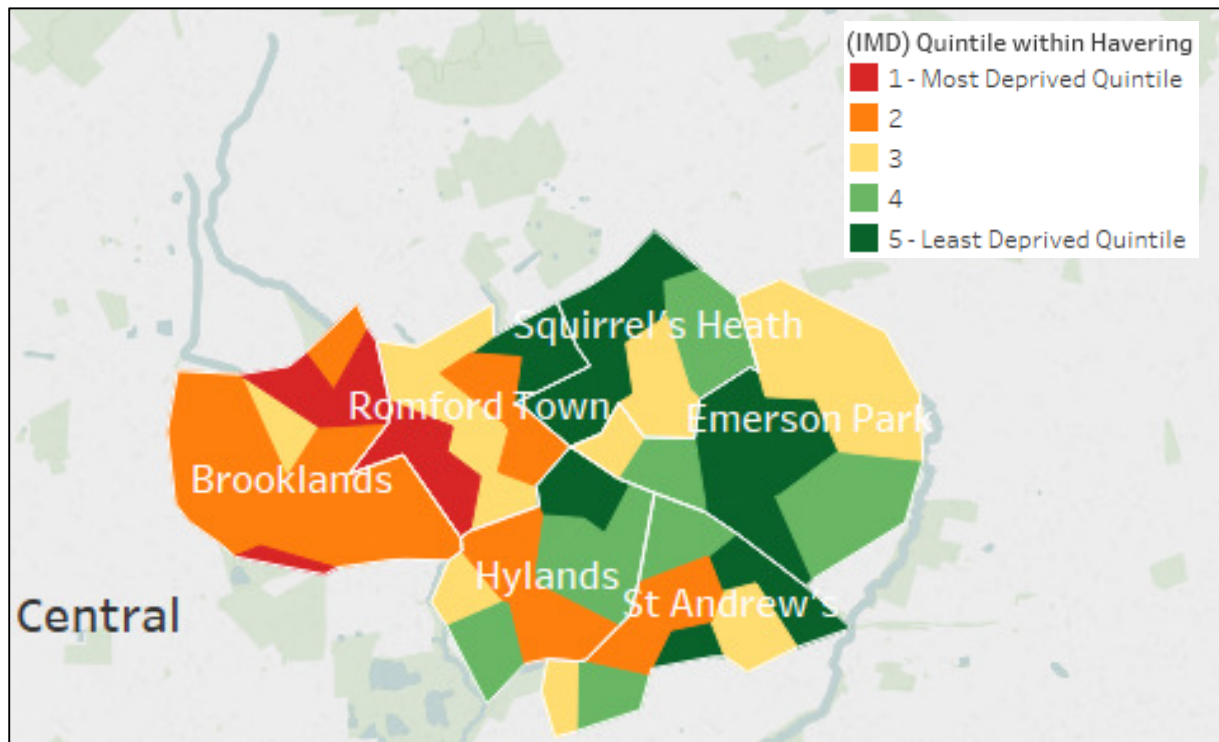 (IMD) Quintile within Havering
1 - Most Deprived Quintile
2
3
4
5 - Least Deprived Quintile
Squirrel's Heath
Romford Town
Emerson Park
Brooklands
Hylands
St Andrew's
Central